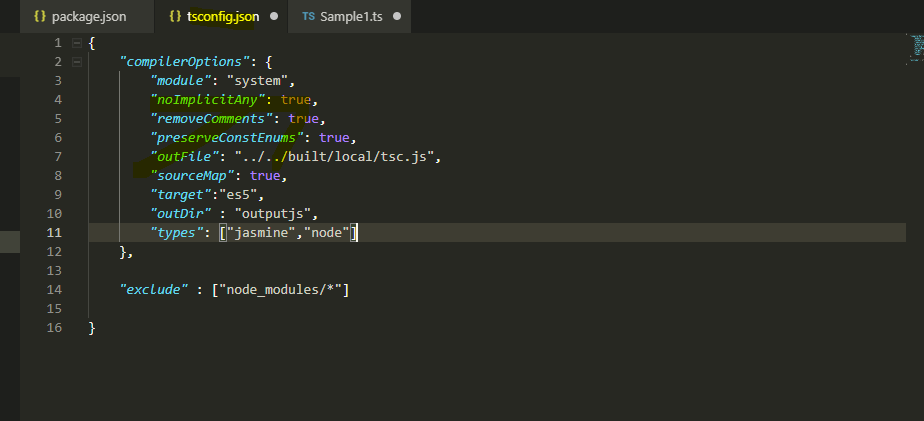 {} package.json {} tsconfig.json ● TS Sample1.ts ●
1 {
2 "compilerOptions": {
3 "module": "system",
4 "noImplicitAny": true,
5 "removeComments": true,
6 "preserveConstEnums": true,
7 "outFile": "../../built/local/tsc.js",
8 "sourceMap": true,
9 "target":"es5",
10 "outDir" : "outputjs",
11 "types": ["jasmine","node"]
12 },
13
14 "exclude" : ["node_modules/*"]
15
16 }